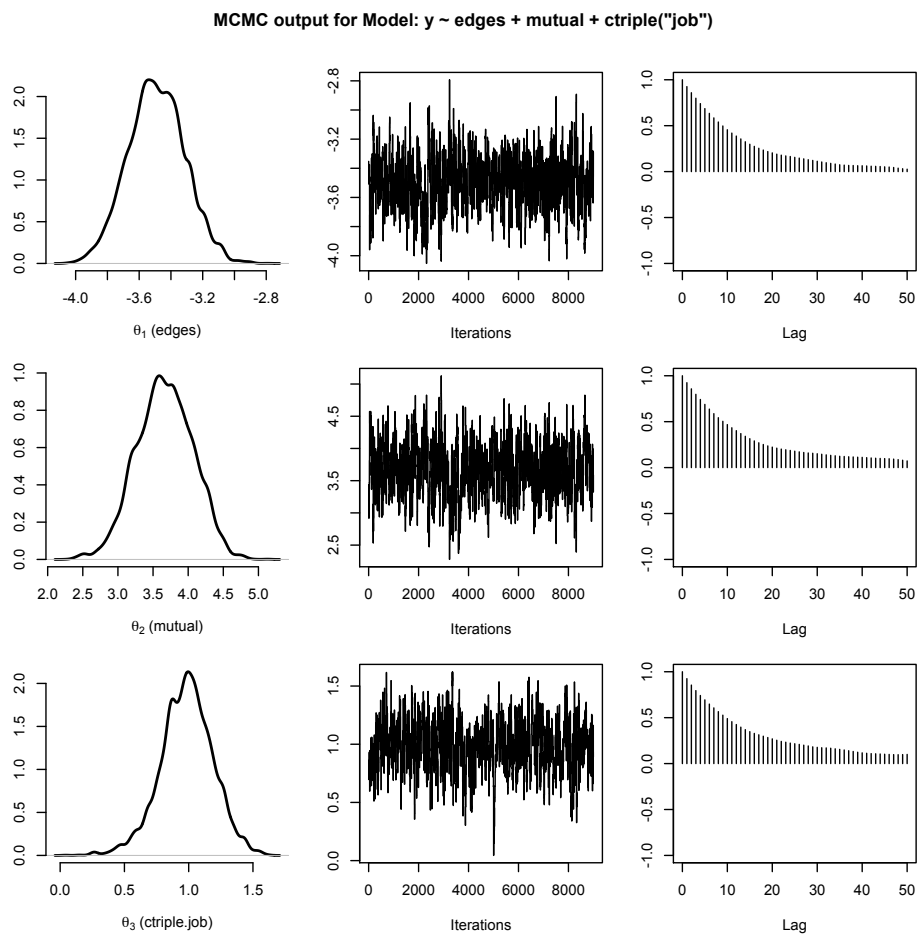 MCMC output for Model: y ~ edges + mutual + ctriple("job")
0.0 0.5 1.0 1.5 2.0
-4.0 -3.6 -3.2 -2.8
θ1 (edges)
-4.0 -3.6 -3.2 -2.8
0 2000 4000 6000 8000
Iterations
-1.0 -0.5 0.0 0.5 1.0
0 10 20 30 40 50
Lag
0.0 0.2 0.4 0.6 0.8 1.0
2.0 2.5 3.0 3.5 4.0 4.5 5.0
θ2 (mutual)
2.5 3.5 4.5
0 2000 4000 6000 8000
Iterations
-1.0 -0.5 0.0 0.5 1.0
0 10 20 30 40 50
Lag
0.0 0.5 1.0 1.5 2.0
0.0 0.5 1.0 1.5
θ3 (ctriple.job)
0.0 0.5 1.0 1.5
0 2000 4000 6000 8000
Iterations
-1.0 -0.5 0.0 0.5 1.0
0 10 20 30 40 50
Lag